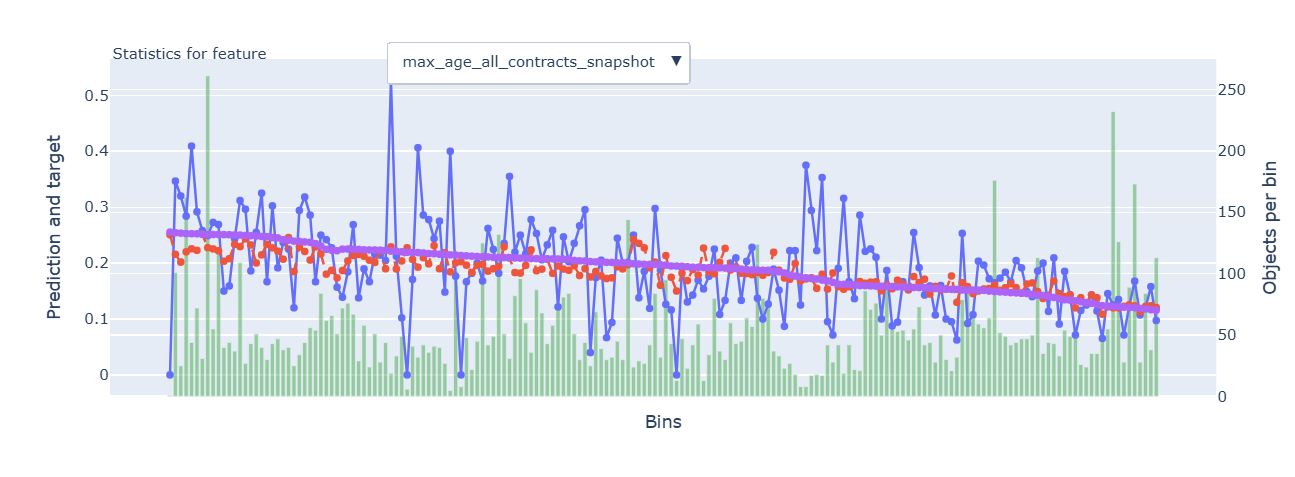 Statistics for feature
max_age_all_contracts_snapshot ▼
Prediction and target
0.5
0.4
0.3
0.2
0.1
0
250
200
150
100
50
0
Objects per bin
Bins